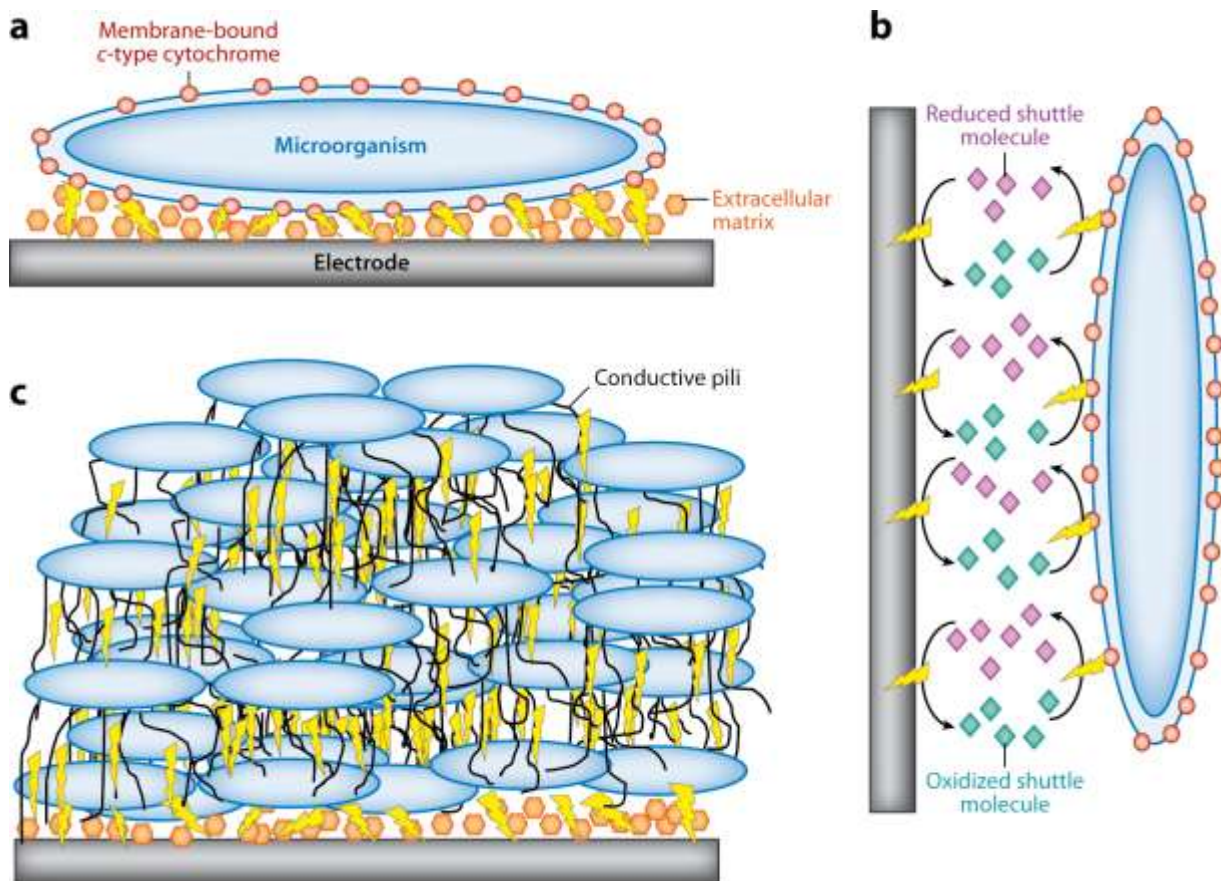 a
Membrane-bound
c-type cytochrome
Microorganism
Extracellular
matrix
Electrode
b
Reduced shuttle
molecule
Oxidized shuttle
molecule
c
Conductive pili